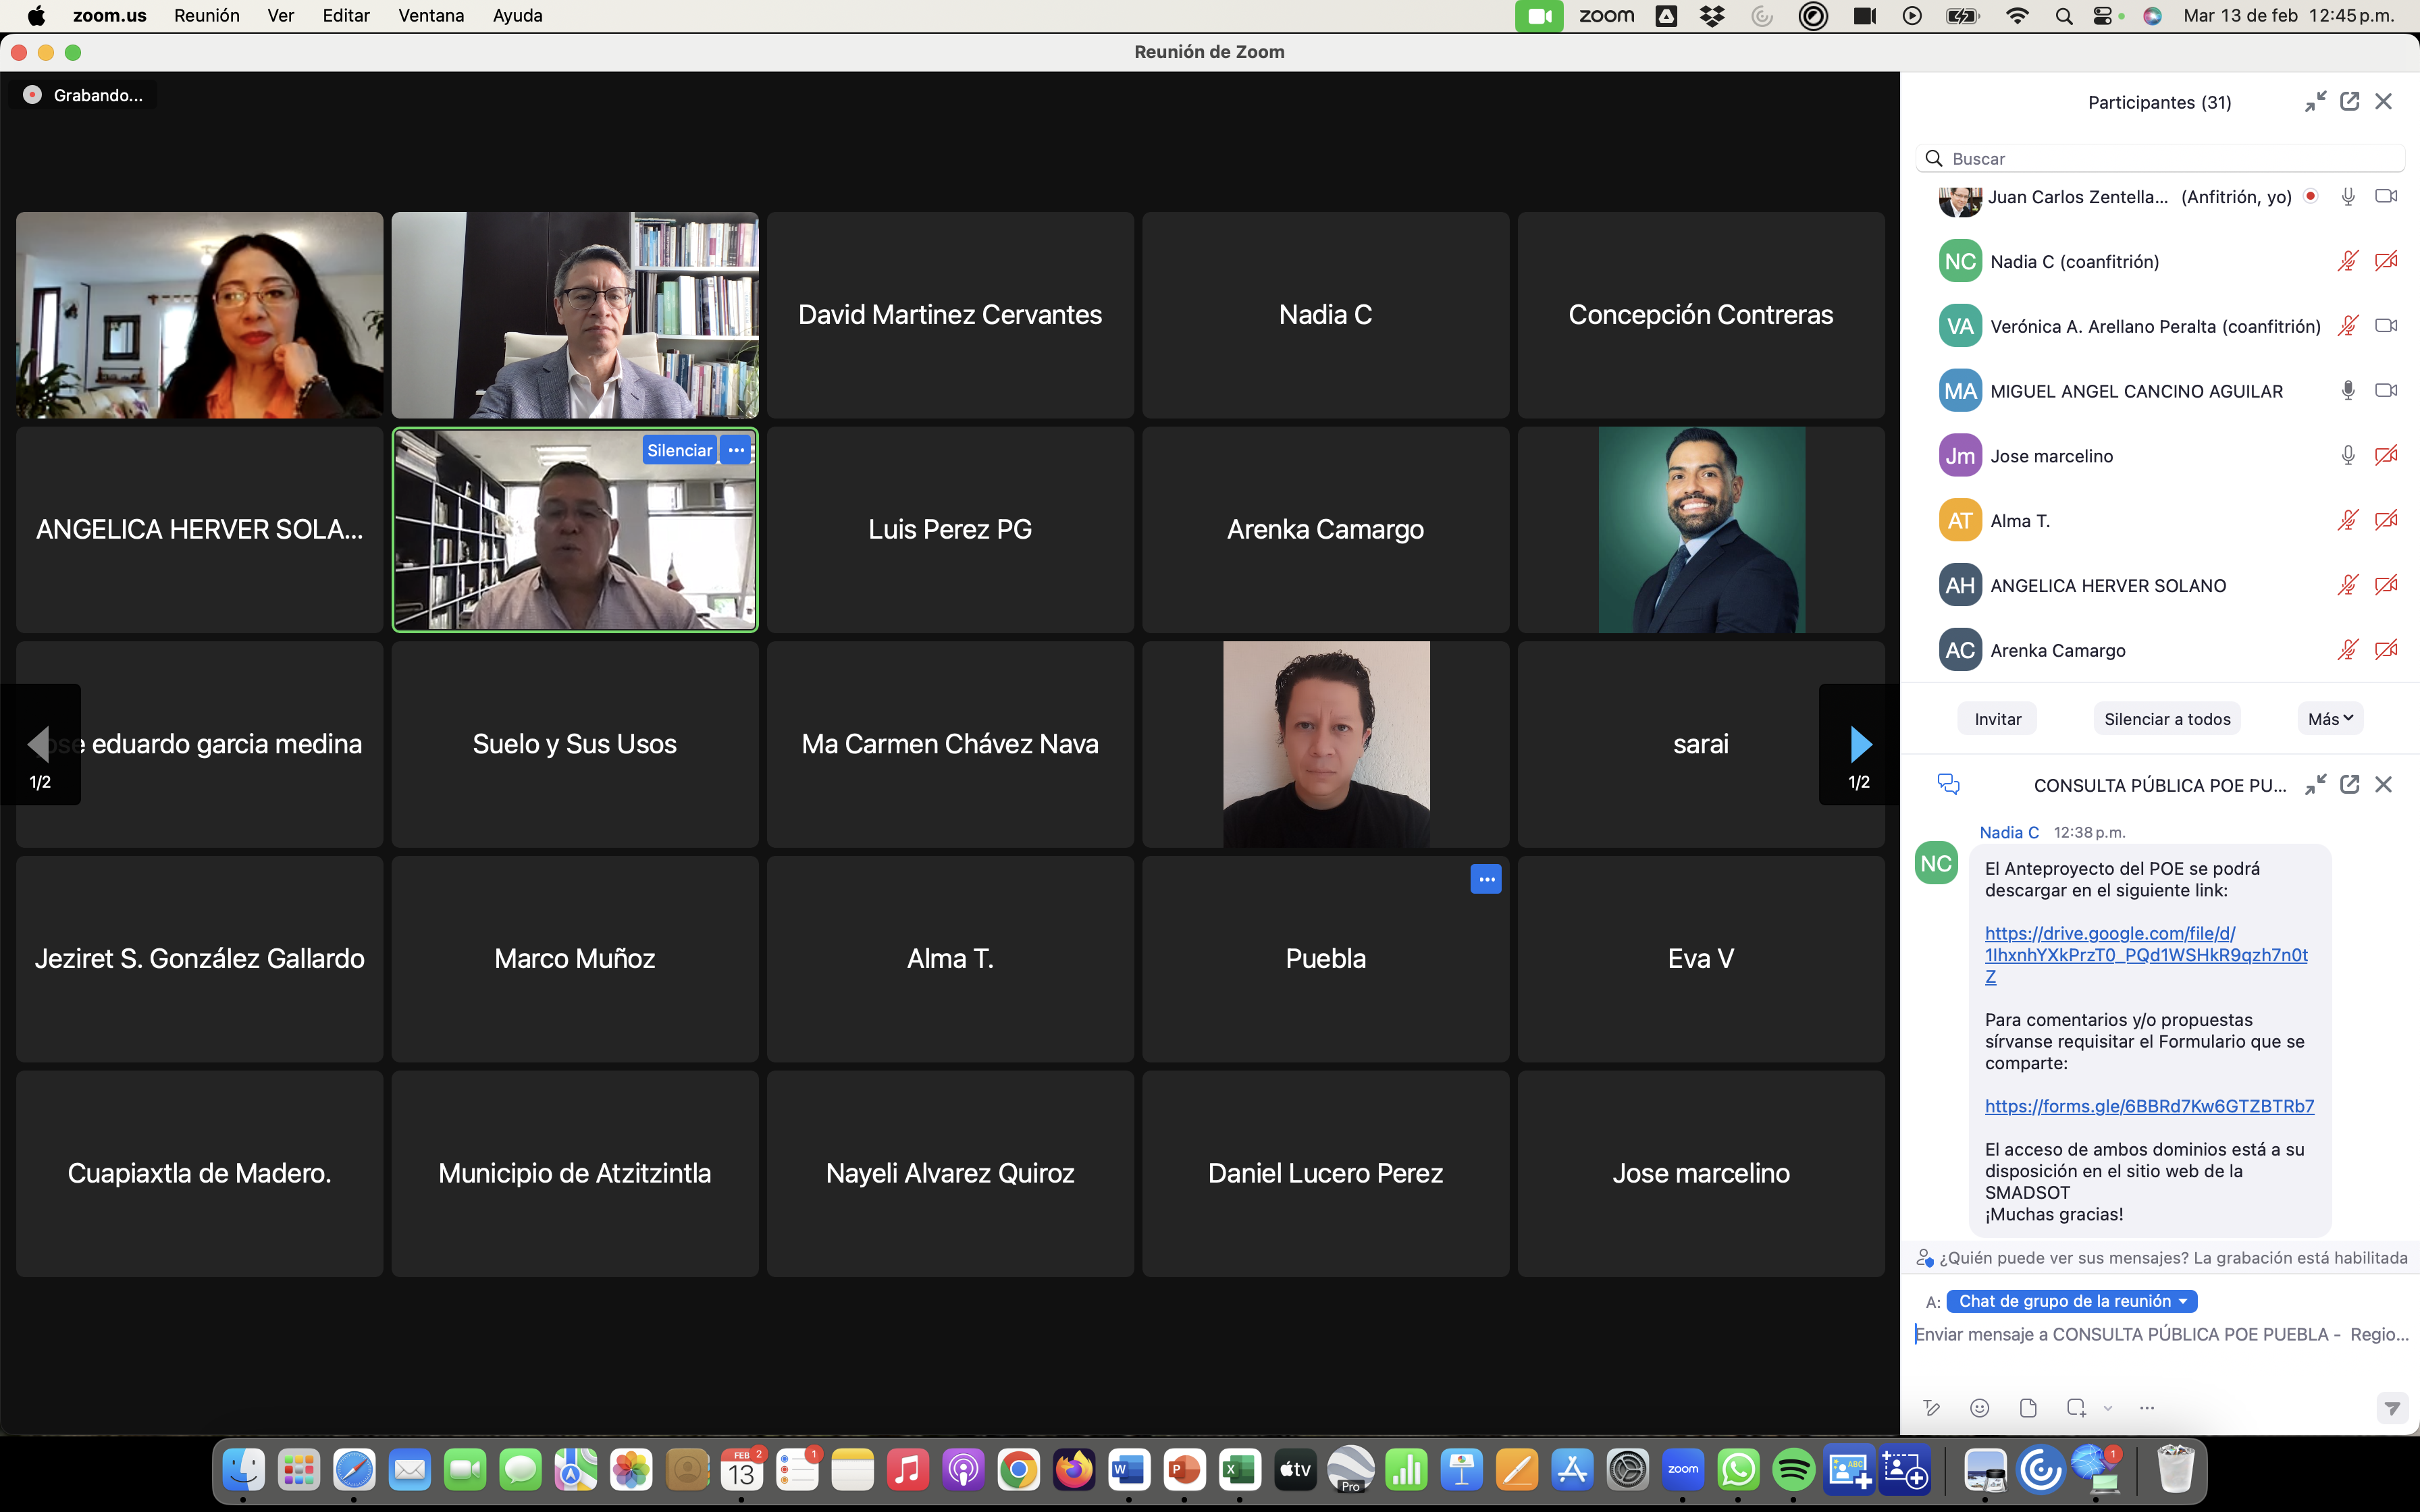 zoom.us Reunión Ver Editar Ventana Ayuda
zoom
Mar 13 de feb 12:45 p.m.
Reunión de Zoom
Grabando...
David Martinez Cervantes
Nadia C
Concepción Contreras
ANGELICA HERVER SOLA...
Silenciar
Luis Perez PG
Arenka Camargo
eduardo garcia medina
Suelo y Sus Usos
Ma Carmen Chávez Nava
sarai
1/2
1/2
Jeziret S. González Gallardo
Marco Muñoz
Alma T.
Puebla
Eva V
Cuapiaxtla de Madero.
Municipio de Atzitzintla
Nayeli Alvarez Quiroz
Daniel Lucero Perez
Jose marcelino
Participantes (31)
Buscar
Juan Carlos Zentella... (Anfitrión, yo)
NC Nadia C (coanfitrión)
VA Verónica A. Arellano Peralta (coanfitrión)
MA MIGUEL ANGEL CANCINO AGUILAR
Jm Jose marcelino
AT Alma T.
AH ANGELICA HERVER SOLANO
AC Arenka Camargo
Invitar Silenciar a todos Más
CONSULTA PÚBLICA POE PU...
Nadia C 12:38 p.m.
NC
El Anteproyecto del POE se podrá
descargar en el siguiente link:
https://drive.google.com/file/d/
1IhxnhYXkPrzT0_PQd1WSHkR9qzh7n0t
Z
Para comentarios y/o propuestas
sírvanse requisitar el Formulario que se
comparte:
https://forms.gle/6BBRd7Kw6GTZBTRb7
El acceso de ambos dominios está a su
disposición en el sitio web de la
SMADSOT
¡Muchas gracias!
¿Quién puede ver sus mensajes? La grabación está habilitada
A: Chat de grupo de la reunión
Enviar mensaje a CONSULTA PÚBLICA POE PUEBLA - Regio...
FEB 2
13
1
W
P
X
tv
Pro
zoom
ABC
1